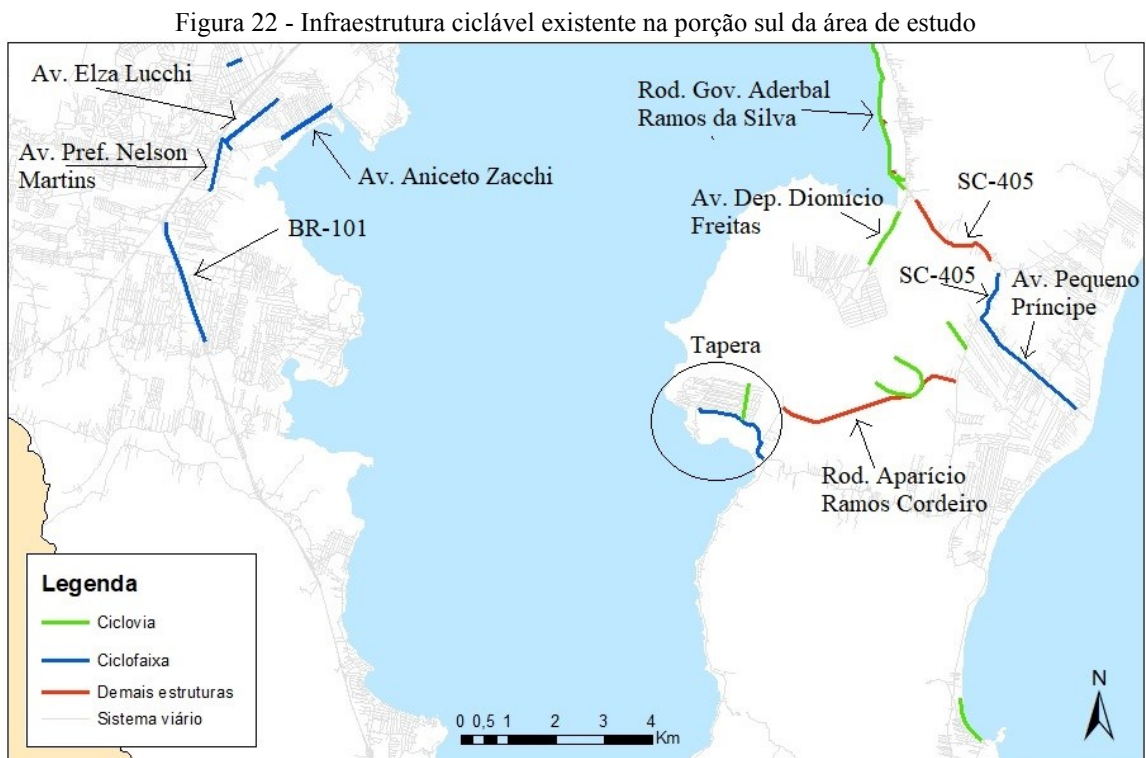 Figura 22 - Infraestrutura ciclável existente na porção sul da área de estudo
Av. Elza Lucchi
Av. Pref. Nelson
Martins
Av. Aniceto Zacchi
BR-101
Rod. Gov. Aderbal
Ramos da Silva
SC-405
Av. Dep. Diomício
Freitas
SC-405
Av. Pequeno
Príncipe
Tapera
Rod. Aparício
Ramos Cordeiro
Legenda
Ciclovia
Ciclofaixa
Demais estruturas
Sistema viário
0 0,5 1 2 3 4
Km
N